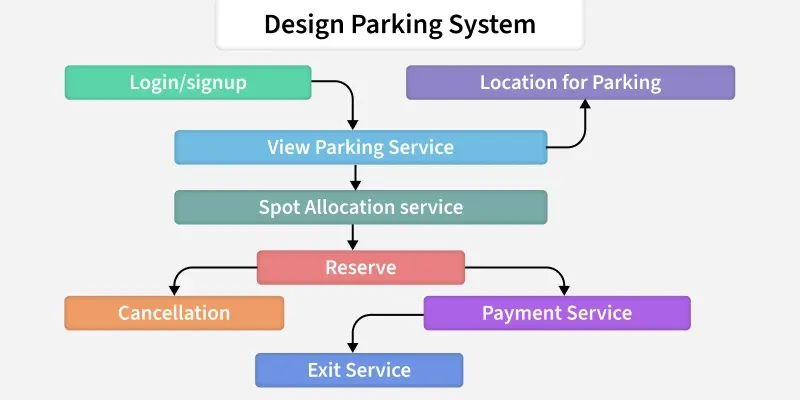 Design Parking System
Login/signup
Location for Parking
View Parking Service
Spot Allocation service
Reserve
Cancellation
Payment Service
Exit Service